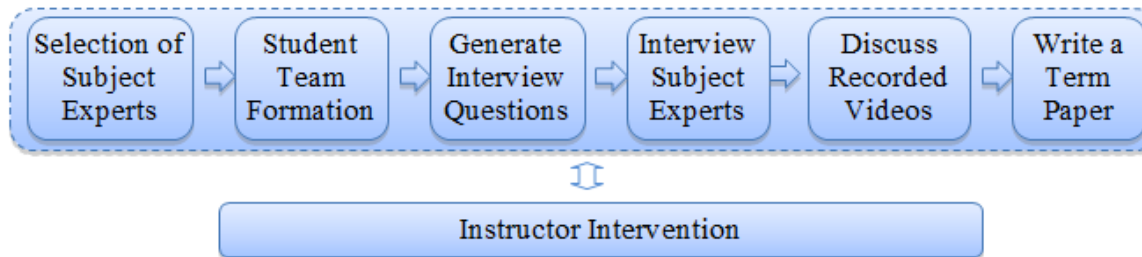 Selection of
Subject
Experts
Student
Team
Formation
Generate
Interview
Questions
Interview
Subject
Experts
Discuss
Recorded
Videos
Write a
Term
Paper
Instructor Intervention